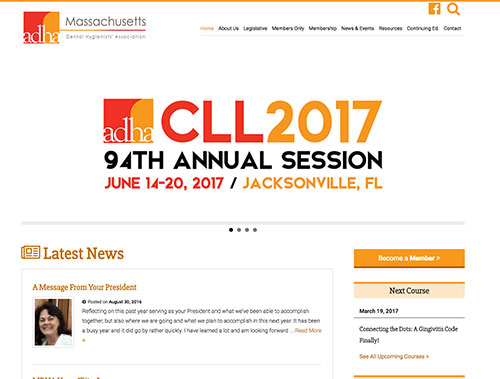 adha Massachusetts
Dental Hygienists' Association
Home About Us Legislative Members Only Membership News & Events Resources Continuing Ed. Contact
adha CLL2017
94TH ANNUAL SESSION
JUNE 14-20, 2017 / JACKSONVILLE, FL
Latest News
A Message From Your President
Posted on August 30, 2016
Reflecting on this past year serving as your President and what we've been able to accomplish
together, but also where we are going and what we plan to accomplish in this next year. It has been
a busy year and it did go by rather quickly. I have learned a lot and am looking forward ... Read More
»
Become a Member »
Next Course
March 19, 2017
Connecting the Dots: A Gingivitis Code
Finally!
See All Upcoming Courses »